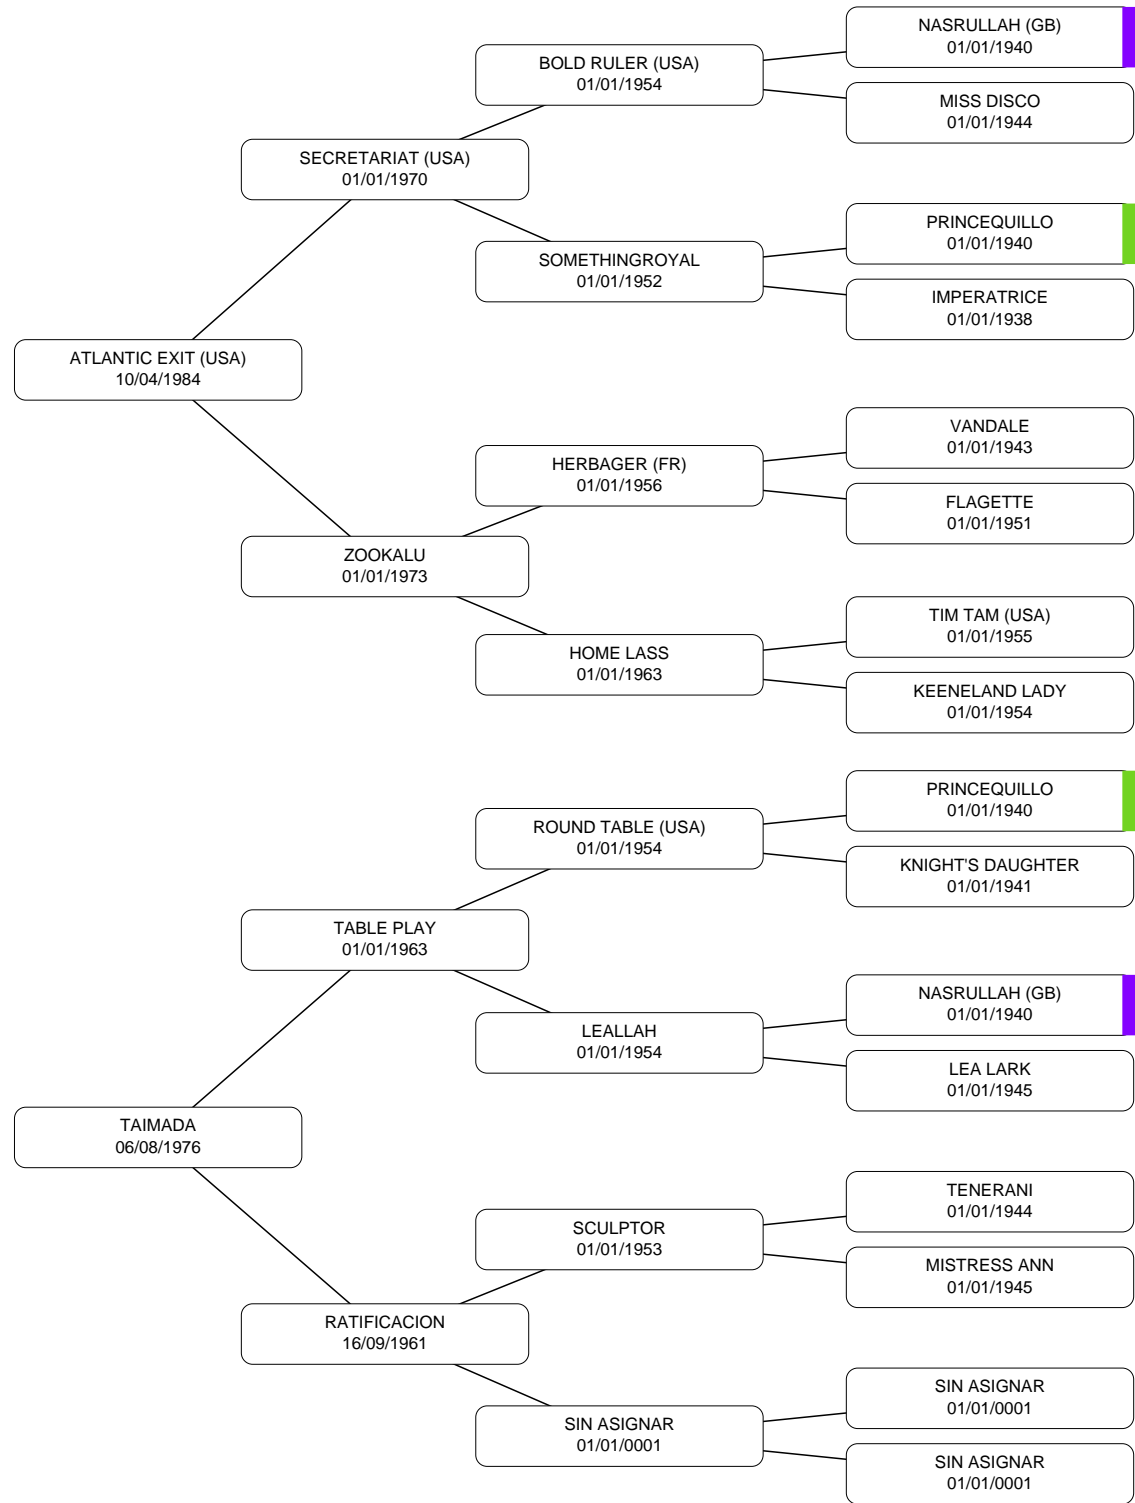 NASRULLAH (GB)
01/01/1940
BOLD RULER (USA)
01/01/1954
MISS DISCO
01/01/1944
SECRETARIAT (USA)
01/01/1970
PRINCEQUILLO
01/01/1940
SOMETHINGROYAL
01/01/1952
IMPERATRICE
01/01/1938
ATLANTIC EXIT (USA)
10/04/1984
VANDALE
01/01/1943
HERBAGER (FR)
01/01/1956
FLAGETTE
01/01/1951
ZOOKALU
01/01/1973
TIM TAM (USA)
01/01/1955
HOME LASS
01/01/1963
KEENELAND LADY
01/01/1954
PRINCEQUILLO
01/01/1940
ROUND TABLE (USA)
01/01/1954
KNIGHT'S DAUGHTER
01/01/1941
TABLE PLAY
01/01/1963
NASRULLAH (GB)
01/01/1940
LEALLAH
01/01/1954
LEA LARK
01/01/1945
TAIMADA
06/08/1976
TENERANI
01/01/1944
SCULPTOR
01/01/1953
MISTRESS ANN
01/01/1945
RATIFICACION
16/09/1961
SIN ASIGNAR
01/01/0001
SIN ASIGNAR
01/01/0001
SIN ASIGNAR
01/01/0001